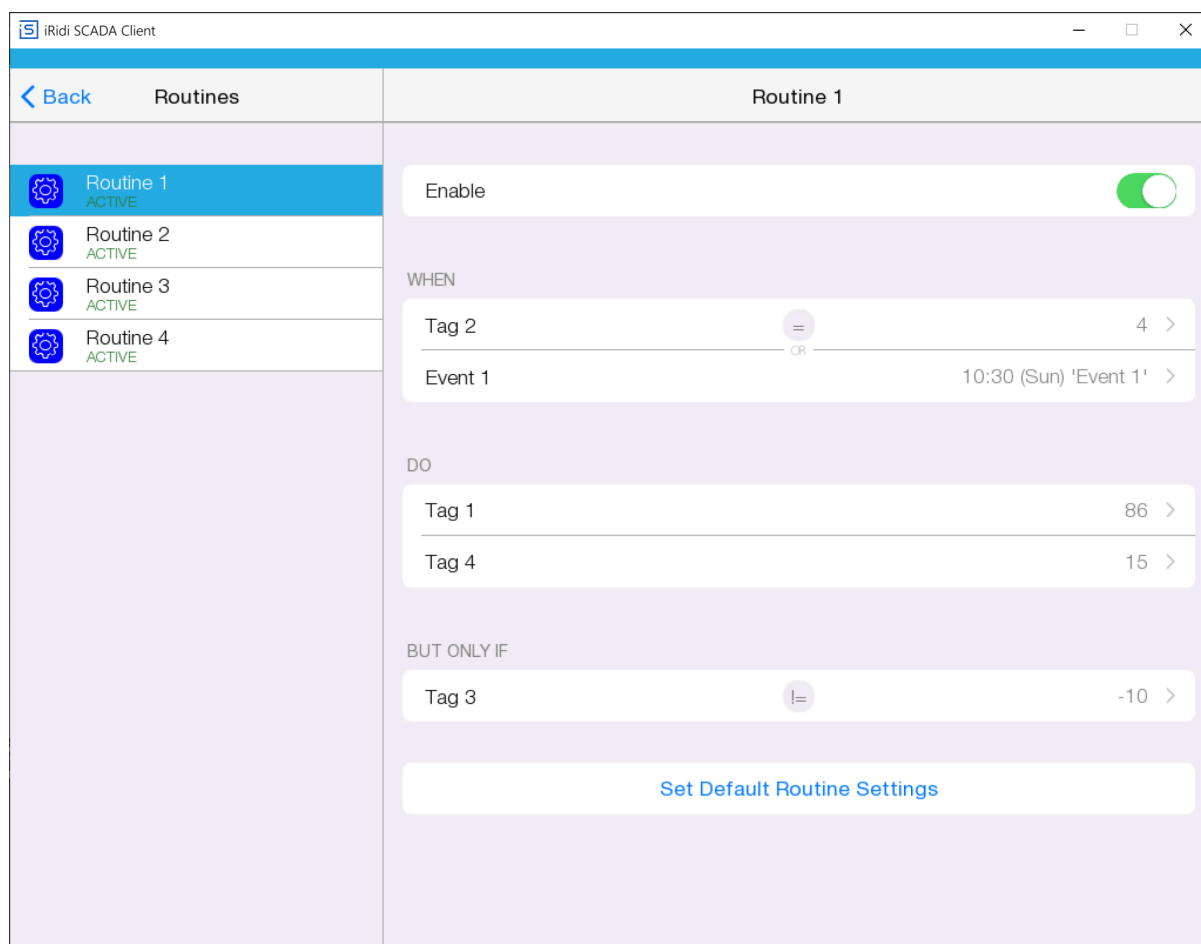 iRidi SCADA Client
Back Routines Routine 1
Routine 1
ACTIVE
Routine 2
ACTIVE
Routine 3
ACTIVE
Routine 4
ACTIVE
Enable
WHEN
Tag 2 = 4
OR
Event 1 10:30 (Sun) 'Event 1'
DO
Tag 1 86
Tag 4 15
BUT ONLY IF
Tag 3 != -10
Set Default Routine Settings